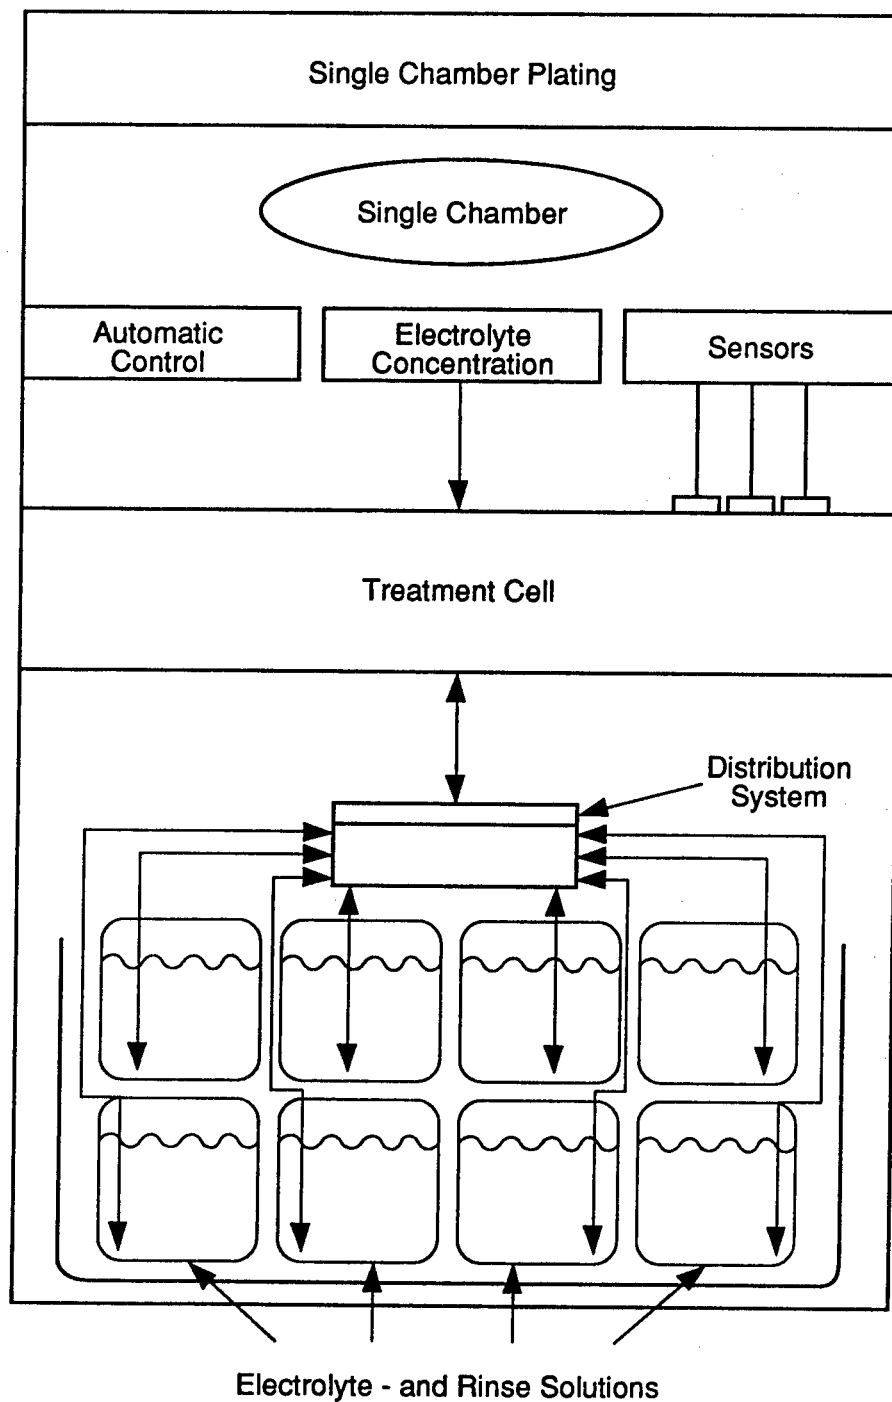 Single Chamber Plating
Single Chamber
Automatic
Control
Electrolyte
Concentration
Sensors
Treatment Cell
Distribution
System
Electrolyte - and Rinse Solutions